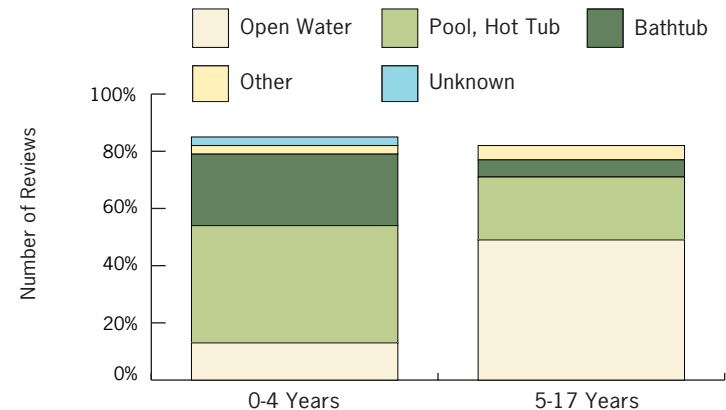 Open Water
Pool, Hot Tub
Bathtub
Other
Unknown
Number of Reviews
100%
80%
60%
40%
20%
0%
0-4 Years
5-17 Years